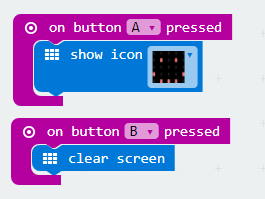 on button A pressed
show icon
on button B pressed
clear screen